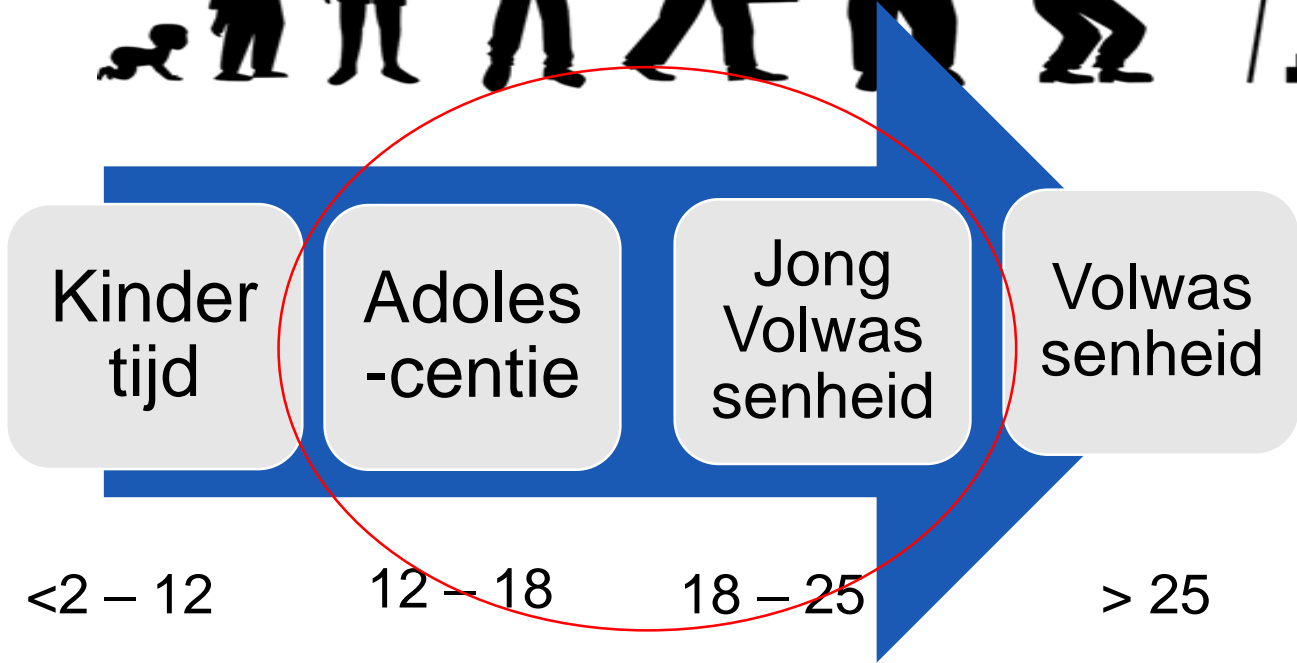 Kinder
tijd
Adoles
-centie
Jong
Volwas
senheid
Volwas
senheid
<2 – 12
12 – 18
18 – 25
> 25